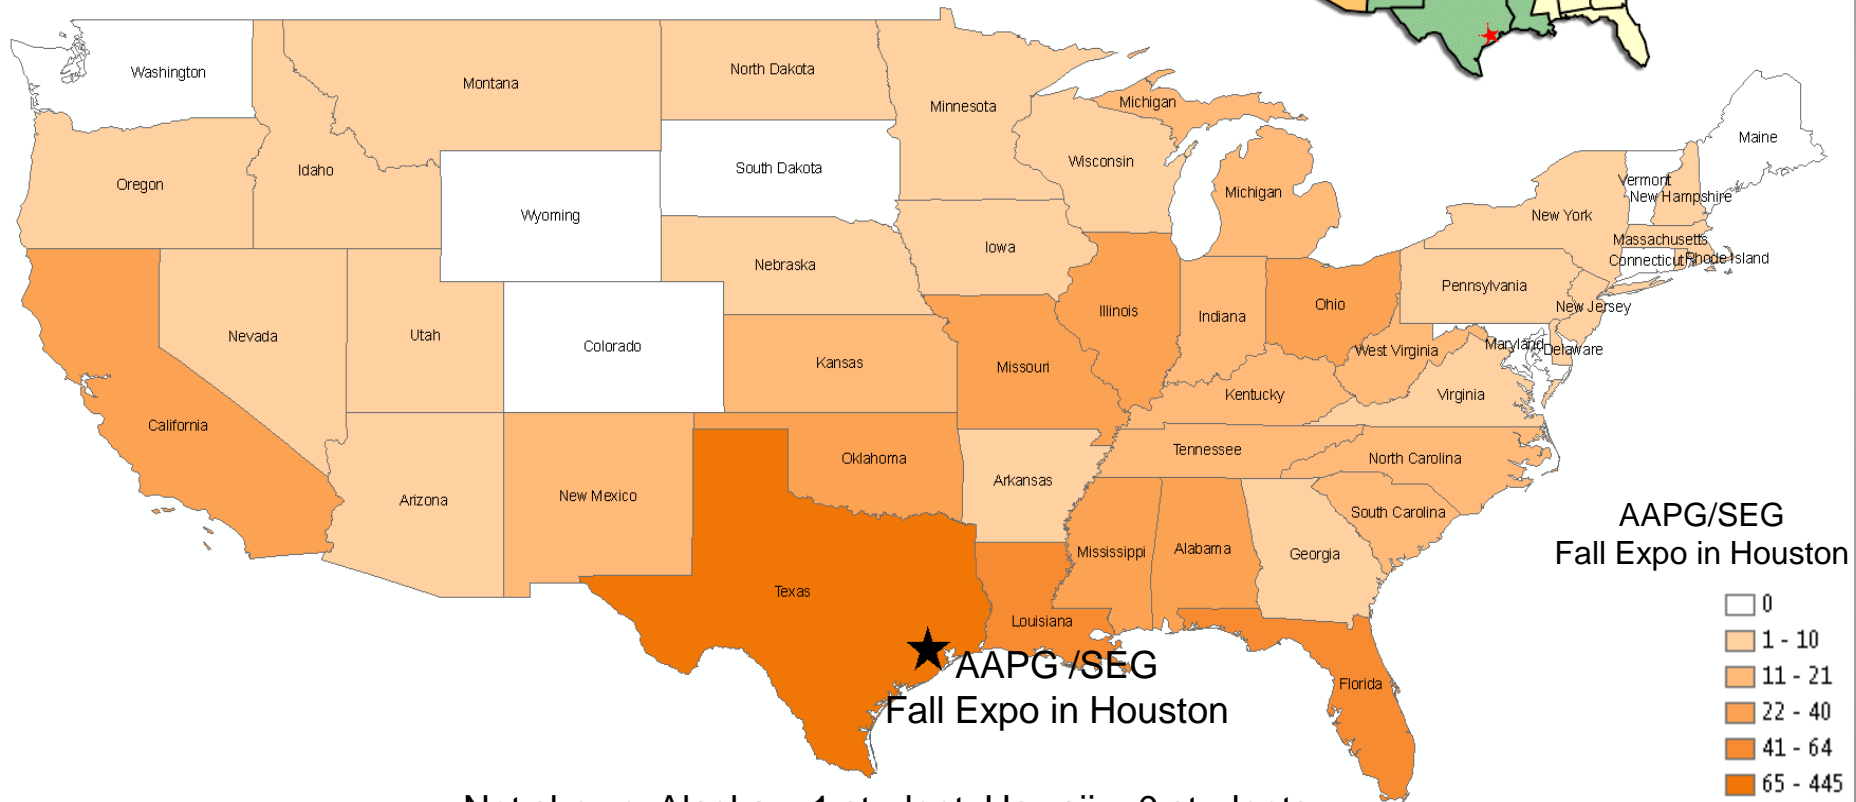 Washington
Montana
North Dakota
Minnesota
Michigan
Maine
Oregon
Idaho
South Dakota
Wisconsin
Michigan
Vermont
New Hampshire
Wyoming
New York
Nebraska
Iowa
Massachusetts
Connecticut
Rhode Island
Pennsylvania
New Jersey
Nevada
Utah
Colorado
Kansas
Missouri
Illinois
Indiana
Ohio
West Virginia
Maryland
Delaware
Kentucky
Virginia
California
Oklahoma
Arkansas
Tennessee
North Carolina
Arizona
New Mexico
South Carolina
Mississippi
Alabama
Georgia
Texas
Louisiana
Florida
AAPG /SEG
Fall Expo in Houston
AAPG/SEG
Fall Expo in Houston
0
1 - 10
11 - 21
22 - 40
41 - 64
65 - 445